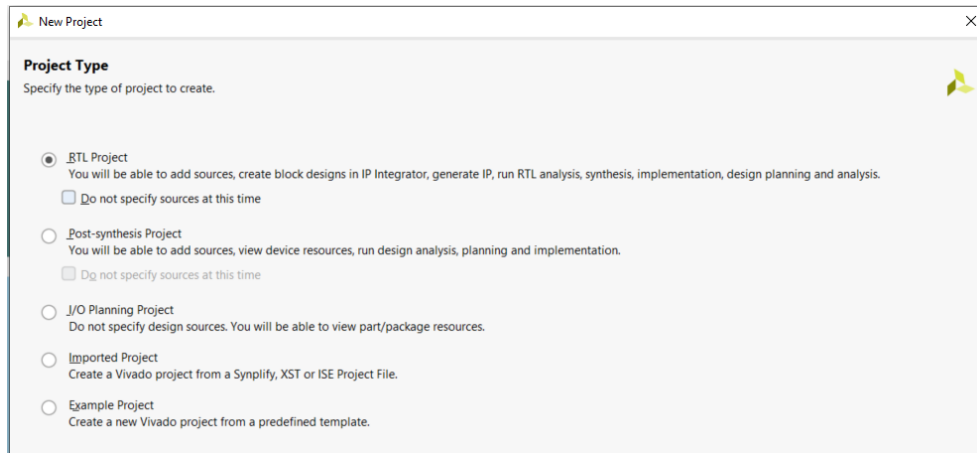 New Project
Project Type
Specify the type of project to create.
RTL Project
You will be able to add sources, create block designs in IP Integrator, generate IP, run RTL analysis, synthesis, implementation, design planning and analysis.
Do not specify sources at this time
Post-synthesis Project
You will be able to add sources, view device resources, run design analysis, planning and implementation.
Do not specify sources at this time
I/O Planning Project
Do not specify design sources. You will be able to view part/package resources.
Imported Project
Create a Vivado project from a Synplify, XST or ISE Project File.
Example Project
Create a new Vivado project from a predefined template.